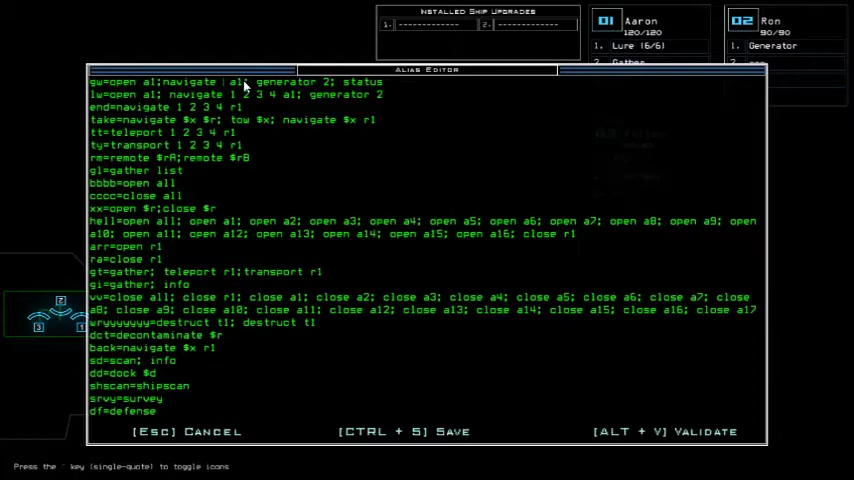 Installed Ship Upgrades
1. ------------- 2. -------------
01 Aaron
120/120
1. Lure (6/6)
2. Gather
02 Ron
90/90
1. Generator
2. ---
Alias Editor
gw=open a1;navigate | a1; generator 2; status
lw=open a1; navigate 1 2 3 4 a1; generator 2
end=navigate 1 2 3 4 r1
take=navigate $x $r; tow $x; navigate $x r1
tt=teleport 1 2 3 4 r1
ty=transport 1 2 3 4 r1
rm=remote $rA;remote $rB
gl=gather list
bbbb=open all
cccc=close all
xx=open $r;close $r
hell=open all; open a1; open a2; open a3; open a4; open a5; open a6; open a7; open a8; open a9; open
a10; open a11; open a12; open a13; open a14; open a15; open a16; close r1
arr=open r1
ra=close r1
gt=gather; teleport r1;transport r1
gi=gather; info
vv=close all; close r1; close a1; close a2; close a3; close a4; close a5; close a6; close a7; close
a8; close a9; close a10; close a11; close a12; close a13; close a14; close a15; close a16; close a17
wryyyyyy=destruct t1; destruct t1
dct=decontaminate $r
back=navigate $x r1
sd=scan; info
dd=dock $d
shscan=shipscan
srvy=survey
df=defense
2
3
1
[Esc] Cancel [CTRL + S] Save [ALT + V] Validate
Press the ' key (single-quote) to toggle icons